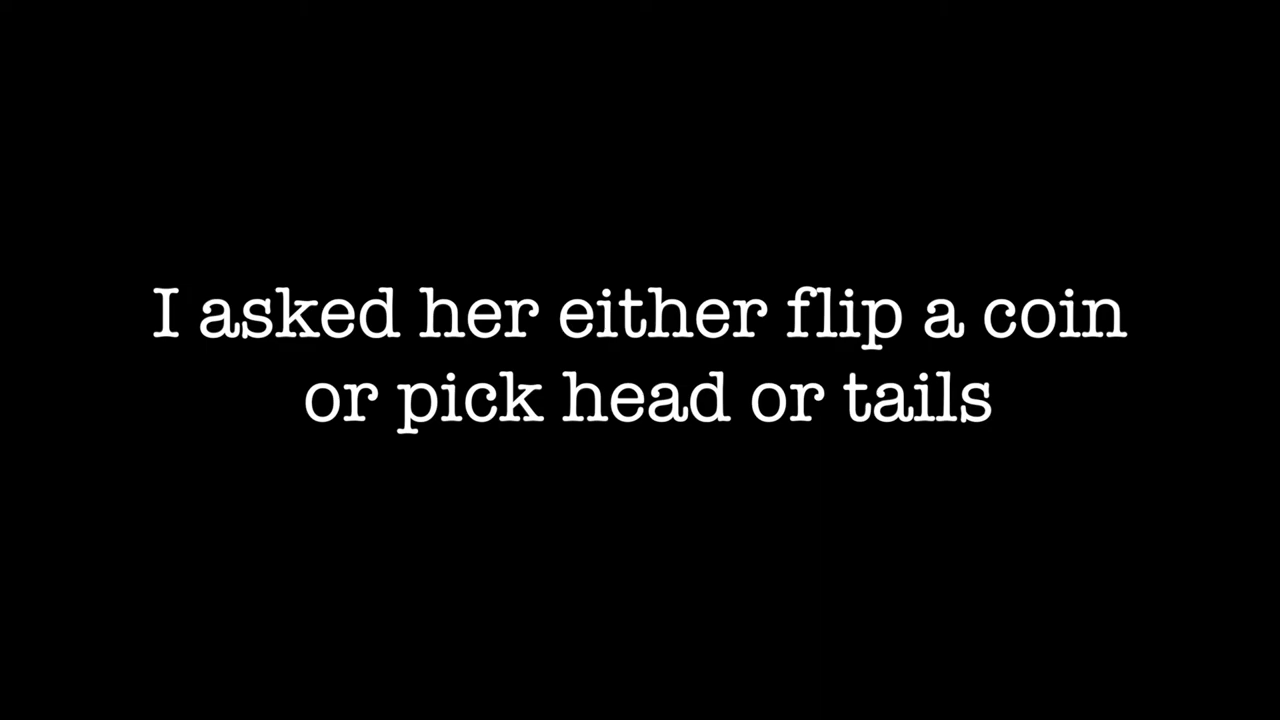 I asked her either flip a coin
or pick head or tails